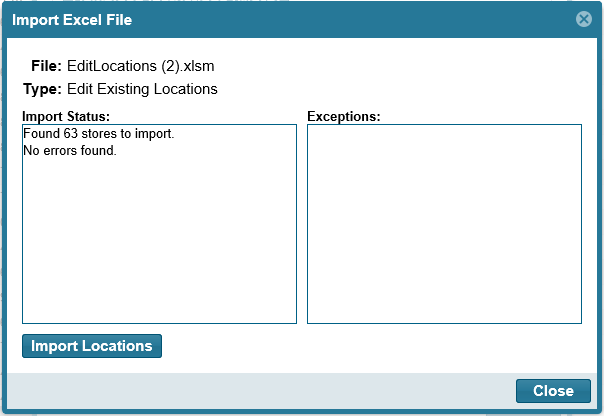 Import Excel File
File: EditLocations (2).xlsm
Type: Edit Existing Locations
Import Status:
Exceptions:
Found 63 stores to import.
No errors found.
Import Locations
Close